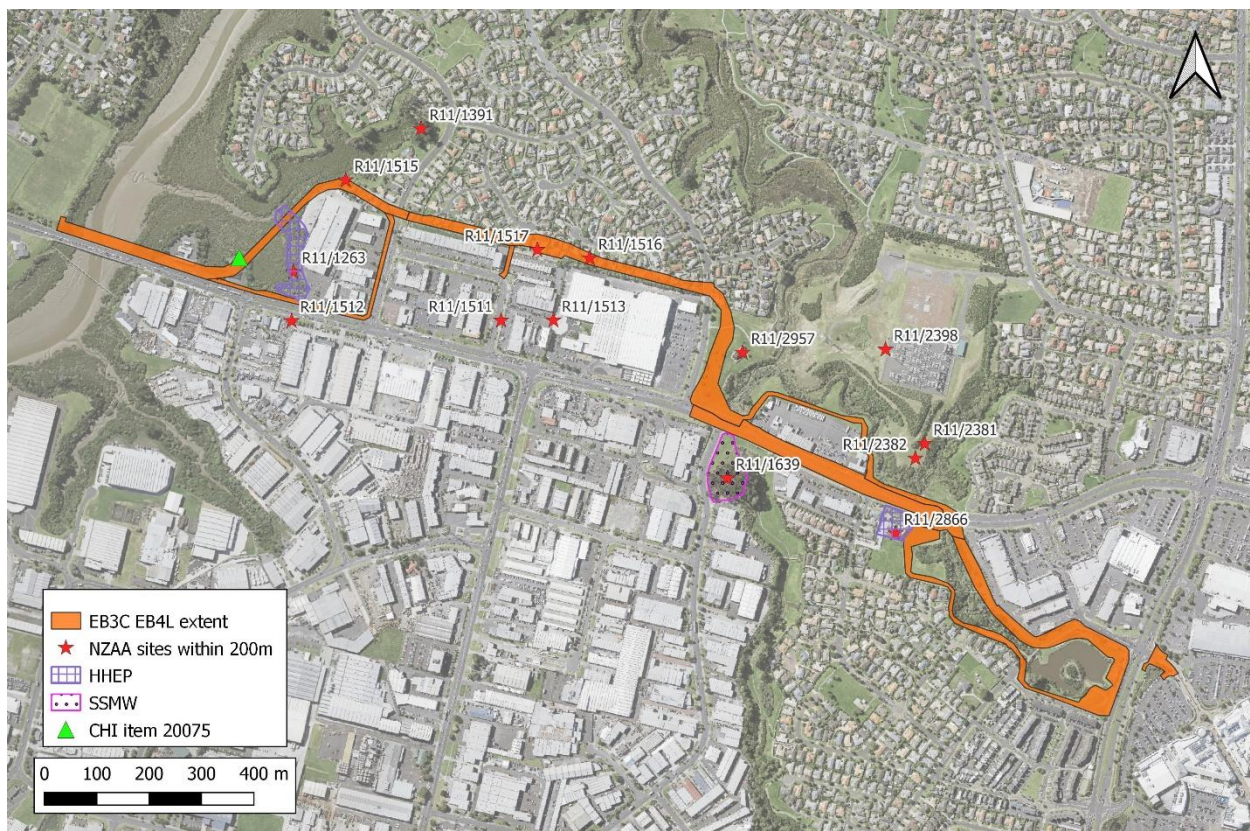 R11/1391
R11/1515
R11/1517
R11/1516
R11/1263
R11/1512
R11/1511
R11/1513
R11/2957
R11/2398
R11/2381
R11/2382
R11/1639
R11/2866
EB3C EB4L extent
NZAA sites within 200m
HHEP
SSMW
CHI item 20075
0 100 200 300 400 m